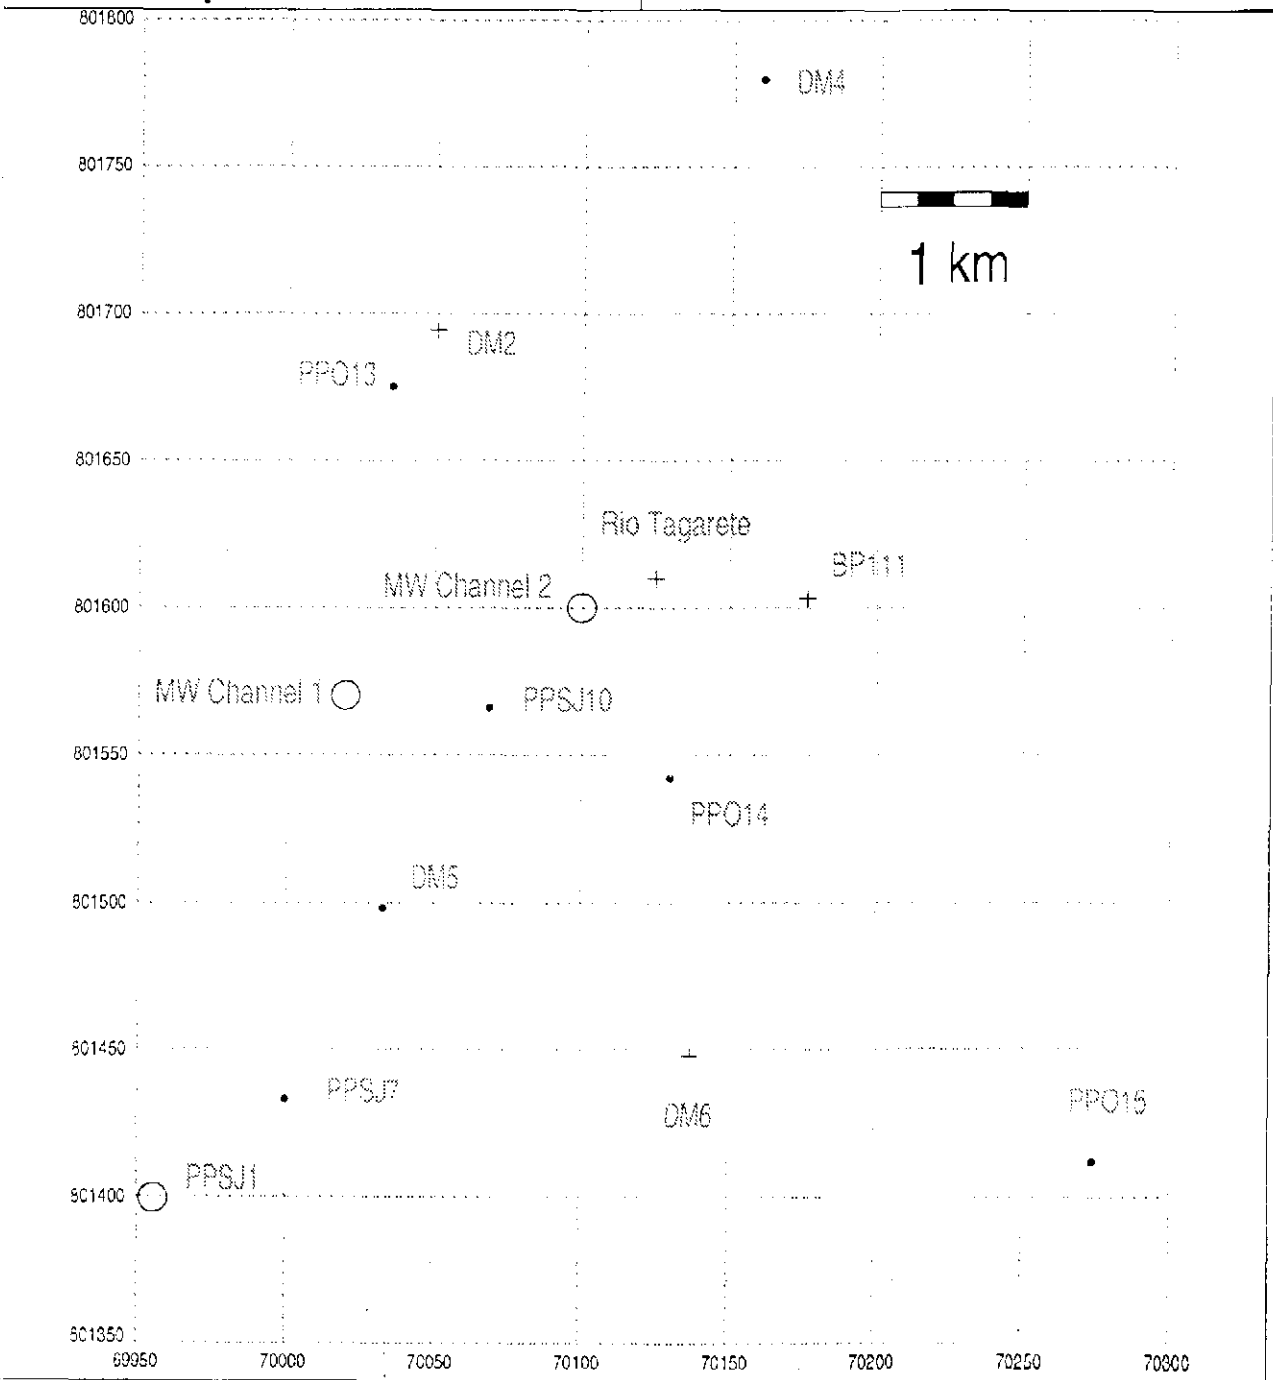 801800
DM4
801750
1 km
801700
DM2
PPO13
801650
Rio Tagarete
BP111
MW Channel 2
801600
MW Channel 1
PPSJ10
801550
PPO14
DM5
801500
801450
PPSJ7
PPO15
DM6
PPSJ1
801400
801350
69950 70000 70050 70100 70150 70200 70250 70300